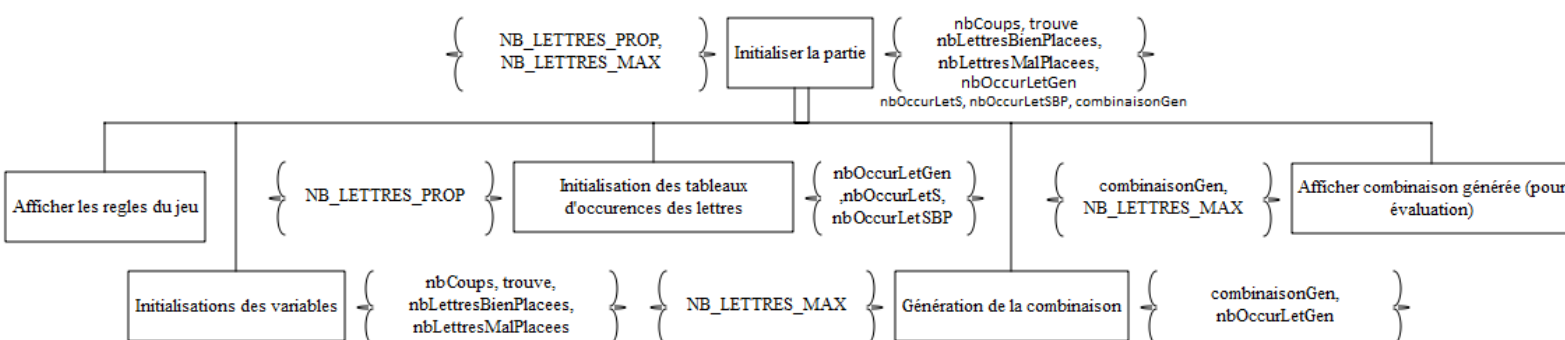 NB_LETTRES_PROP,
NB_LETTRES_MAX
Initialiser la partie
nbCoups, trouve
nbLettresBienPlacees,
nbLettresMalPlacees,
nbOccurLetGen
nbOccurLetS, nbOccurLetSBP, combinaisonGen
Afficher les regles du jeu
NB_LETTRES_PROP
Initialisation des tableaux
d'occurences des lettres
nbOccurLetGen
,nbOccurLetS,
nbOccurLetSBP
combinaisonGen,
NB_LETTRES_MAX
Afficher combinaison générée (pour
évaluation)
Initialisations des variables
nbCoups, trouve,
nbLettresBienPlacees,
nbLettresMalPlacees
NB_LETTRES_MAX
Génération de la combinaison
combinaisonGen,
nbOccurLetGen